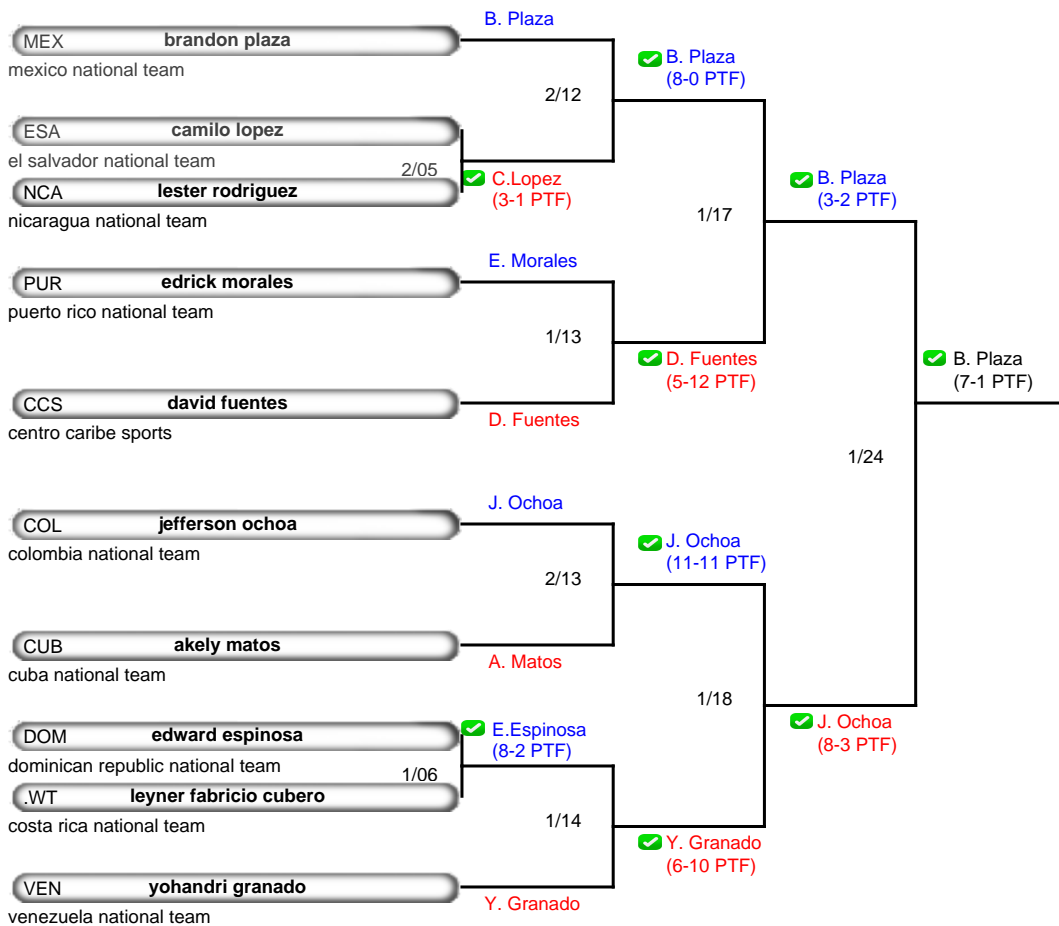 B. Plaza
MEX brandon plaza
mexico national team
B. Plaza
(8-0 PTF)
2/12
ESA camilo lopez
el salvador national team
2/05
C.Lopez
(3-1 PTF)
NCA lester rodriguez
nicaragua national team
B. Plaza
(3-2 PTF)
1/17
E. Morales
PUR edrick morales
puerto rico national team
1/13
D. Fuentes
(5-12 PTF)
CCS david fuentes
centro caribe sports
D. Fuentes
B. Plaza
(7-1 PTF)
1/24
J. Ochoa
COL jefferson ochoa
colombia national team
J. Ochoa
(11-11 PTF)
2/13
CUB akely matos
cuba national team
A. Matos
1/18
J. Ochoa
(8-3 PTF)
DOM edward espinosa
dominican republic national team
E.Espinosa
(8-2 PTF)
1/06
.WT leyner fabricio cubero
costa rica national team
1/14
Y. Granado
(6-10 PTF)
VEN yohandri granado
venezuela national team
Y. Granado